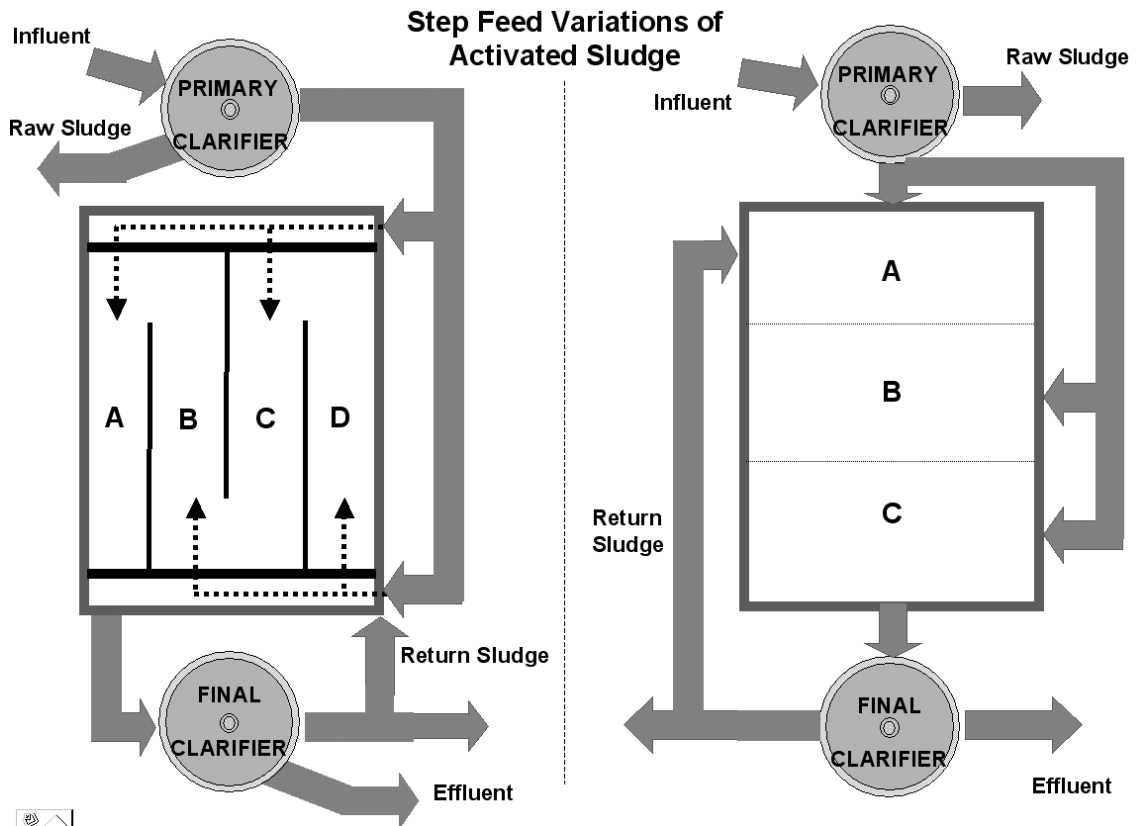 Step Feed Variations of
Activated Sludge
Influent
PRIMARY
CLARIFIER
Raw Sludge
A
B
C
D
Return Sludge
FINAL
CLARIFIER
Effluent
Influent
PRIMARY
CLARIFIER
Raw Sludge
A
B
C
Return
Sludge
FINAL
CLARIFIER
Effluent